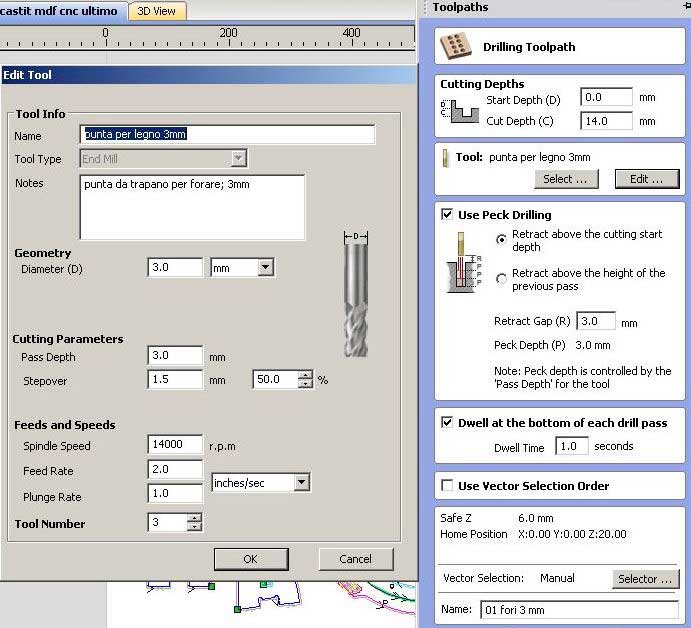 castit mdf cnc ultimo
3D View
0
200
400
Edit Tool
Tool Info
Name
punta per legno 3mm
Tool Type
End Mill
Notes
punta da trapano per forare; 3mm
Geometry
Diameter (D)
3.0
mm
D
Cutting Parameters
Pass Depth
3.0
mm
Stepover
1.5
mm
50.0
%
Feeds and Speeds
Spindle Speed
14000
r.p.m
Feed Rate
2.0
inches/sec
Plunge Rate
1.0
Tool Number
3
OK
Cancel
Toolpaths
Drilling Toolpath
Cutting Depths
Start Depth (D)
0.0
mm
D
C
Cut Depth (C)
14.0
mm
Tool: punta per legno 3mm
Select ...
Edit ...
Use Peck Drilling
Retract above the cutting start
depth
R
P
P
P
Retract above the height of the
previous pass
Retract Gap (R)
3.0
mm
Peck Depth (P)
3.0 mm
Note: Peck depth is controlled by the
'Pass Depth' for the tool
Dwell at the bottom of each drill pass
Dwell Time
1.0
seconds
Use Vector Selection Order
Safe Z
6.0 mm
Home Position
X:0.00 Y:0.00 Z:20.00
Vector Selection:
Manual
Selector ...
Name:
01 fori 3 mm